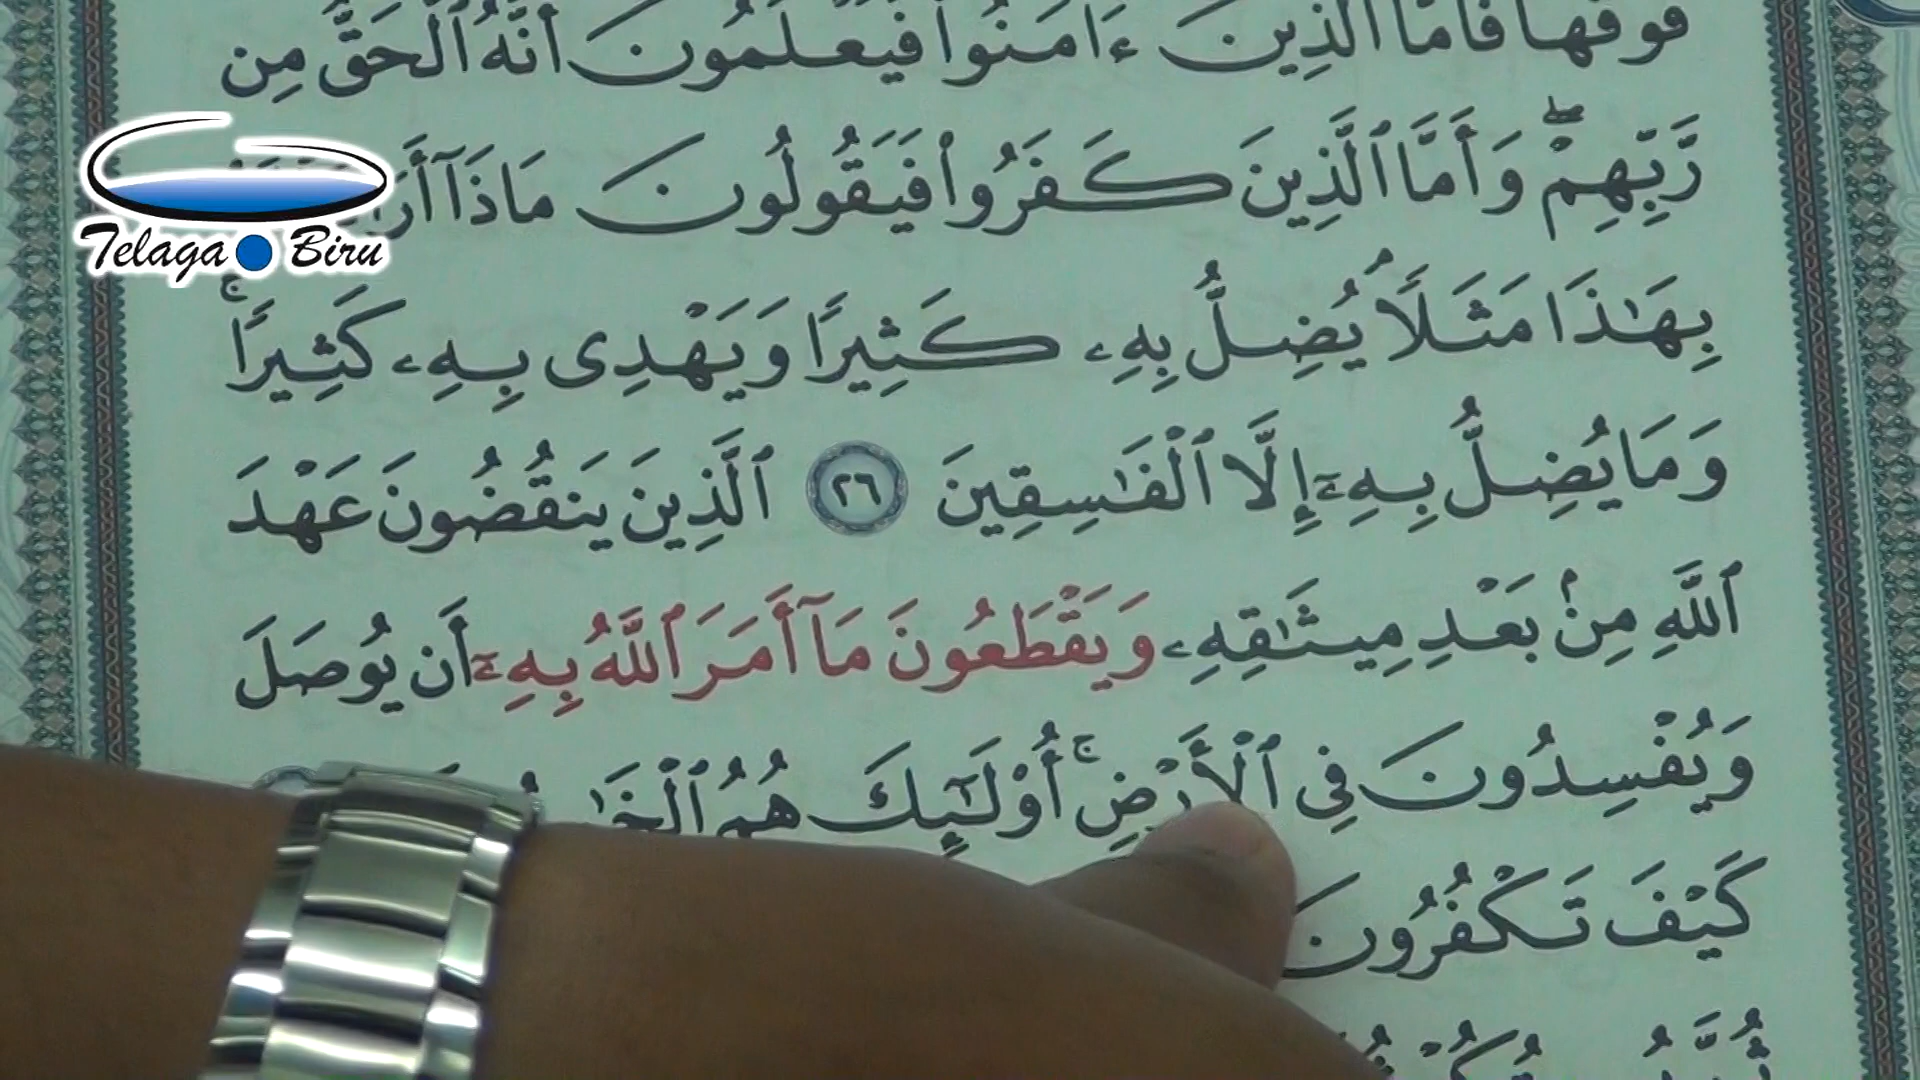 فَوْقَهَا فَأَمَّا ٱلَّذِينَ ءَامَنُوا۟ فَيَعْلَمُونَ أَنَّهُ ٱلْحَقُّ مِن
رَّبِّهِمْ ۖ وَأَمَّا ٱلَّذِينَ كَفَرُوا۟ فَيَقُولُونَ مَاذَآ
بِهَٰذَا مَثَلًا ۘ يُضِلُّ بِهِۦ كَثِيرًا وَيَهْدِى بِهِۦ كَثِيرًا ۚ
وَمَا يُضِلُّ بِهِۦٓ إِلَّا ٱلْفَٰسِقِينَ ٢٦ ٱلَّذِينَ يَنقُضُونَ عَهْدَ
ٱللَّهِ مِنۢ بَعْدِ مِيثَٰقِهِۦ وَيَقْطَعُونَ مَآ أَمَرَ ٱللَّهُ بِهِۦٓ أَن يُوصَلَ
وَيُفْسِدُونَ فِى ٱلْأَرْضِ ۚ أُو۟لَٰٓئِكَ هُمُ
كَيْفَ تَكْفُرُونَ
Telaga Biru